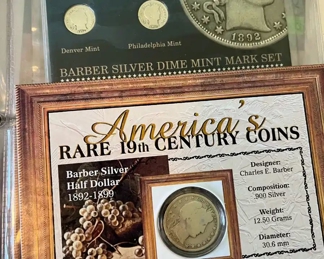 1892
Denver Mint
Philadelphia Mint
BARBER SILVER DIME MINT MARK SET
America's
RARE 19th CENTURY COINS
Barber Silver
Half Dollar
1892-1899
Designer:
Charles E. Barber
Composition:
900 Silver
Weight:
12.50 Grams
Diameter:
30.6 mm